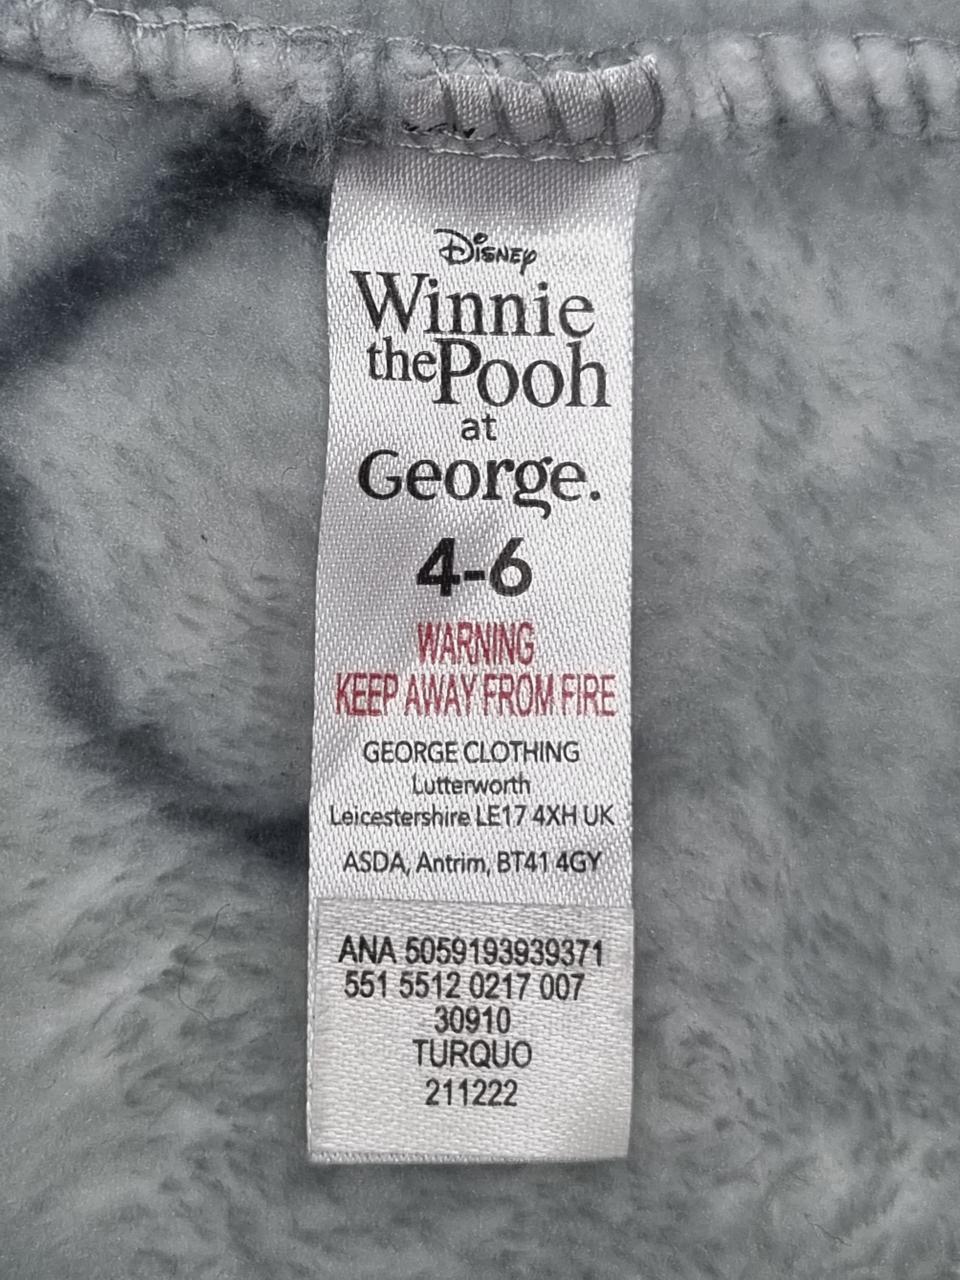 Disney
Winnie
the Pooh
at
George.
4-6
WARNING
KEEP AWAY FROM FIRE
GEORGE CLOTHING
Lutterworth
Leicestershire LE17 4XH UK
ASDA, Antrim, BT41 4GY
ANA 5059193939371
551 5512 0217 007
30910
TURQUO
211222